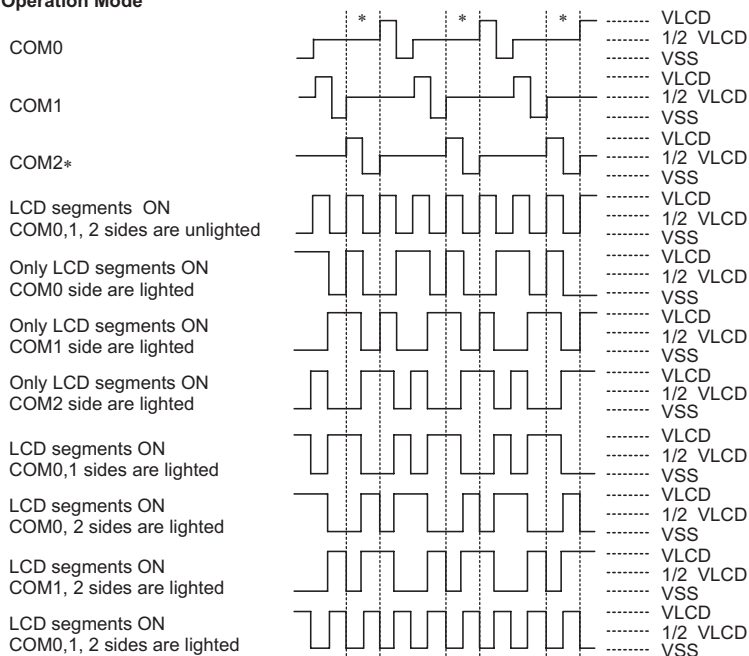 Operation Mode
* * *
COM0
VLCD
1/2 VLCD
VSS
COM1
VLCD
1/2 VLCD
VSS
COM2*
VLCD
1/2 VLCD
VSS
LCD segments ON
COM0,1, 2 sides are unlighted
VLCD
1/2 VLCD
VSS
Only LCD segments ON
COM0 side are lighted
VLCD
1/2 VLCD
VSS
Only LCD segments ON
COM1 side are lighted
VLCD
1/2 VLCD
VSS
Only LCD segments ON
COM2 side are lighted
VLCD
1/2 VLCD
VSS
LCD segments ON
COM0,1 sides are lighted
VLCD
1/2 VLCD
VSS
LCD segments ON
COM0, 2 sides are lighted
VLCD
1/2 VLCD
VSS
LCD segments ON
COM1, 2 sides are lighted
VLCD
1/2 VLCD
VSS
LCD segments ON
COM0,1, 2 sides are lighted
VLCD
1/2 VLCD
VSS